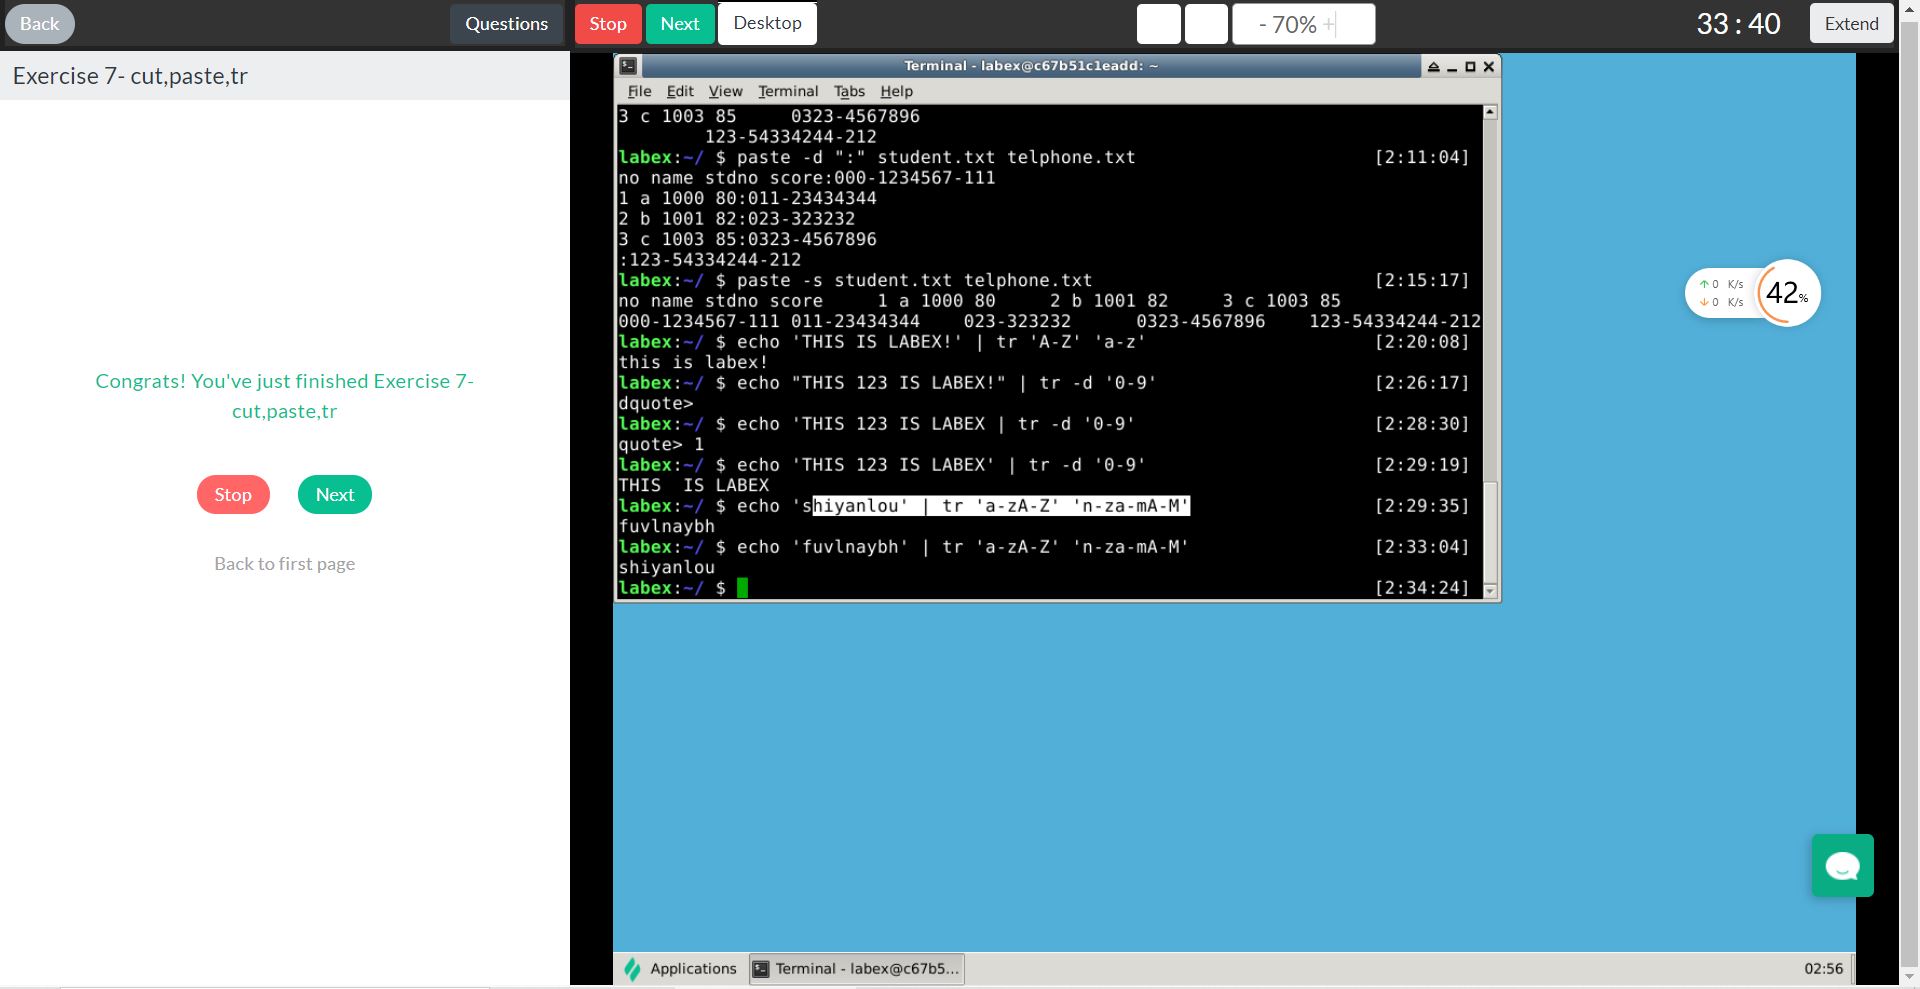 Back
Questions
Stop
Next
Desktop
- 70% +
33 : 40
Extend
Exercise 7- cut,paste,tr
Congrats! You've just finished Exercise 7-
cut,paste,tr
Stop
Next
Back to first page
Terminal - labex@c67b51c1eadd: ~
File Edit View Terminal Tabs Help
3 c 1003 85     0323-4567896
        123-54334244-212
labex:~/ $ paste -d ":" student.txt telphone.txt [2:11:04]
no name stdno score:000-1234567-111
1 a 1000 80:011-23434344
2 b 1001 82:023-323232
3 c 1003 85:0323-4567896
:123-54334244-212
labex:~/ $ paste -s student.txt telphone.txt [2:15:17]
no name stdno score     1 a 1000 80     2 b 1001 82     3 c 1003 85
000-1234567-111 011-23434344    023-323232      0323-4567896    123-54334244-212
labex:~/ $ echo 'THIS IS LABEX!' | tr 'A-Z' 'a-z' [2:20:08]
this is labex!
labex:~/ $ echo "THIS 123 IS LABEX!" | tr -d '0-9' [2:26:17]
dquote>
labex:~/ $ echo 'THIS 123 IS LABEX | tr -d '0-9' [2:28:30]
quote> 1
labex:~/ $ echo 'THIS 123 IS LABEX' | tr -d '0-9' [2:29:19]
THIS  IS LABEX
labex:~/ $ echo 'shiyanlou' | tr 'a-zA-Z' 'n-za-mA-M' [2:29:35]
fuvlnaybh
labex:~/ $ echo 'fuvlnaybh' | tr 'a-zA-Z' 'n-za-mA-M' [2:33:04]
shiyanlou
labex:~/ $ [2:34:24]
↑ 0 K/s
↓ 0 K/s
42%
Applications
Terminal - labex@c67b5...
02:56